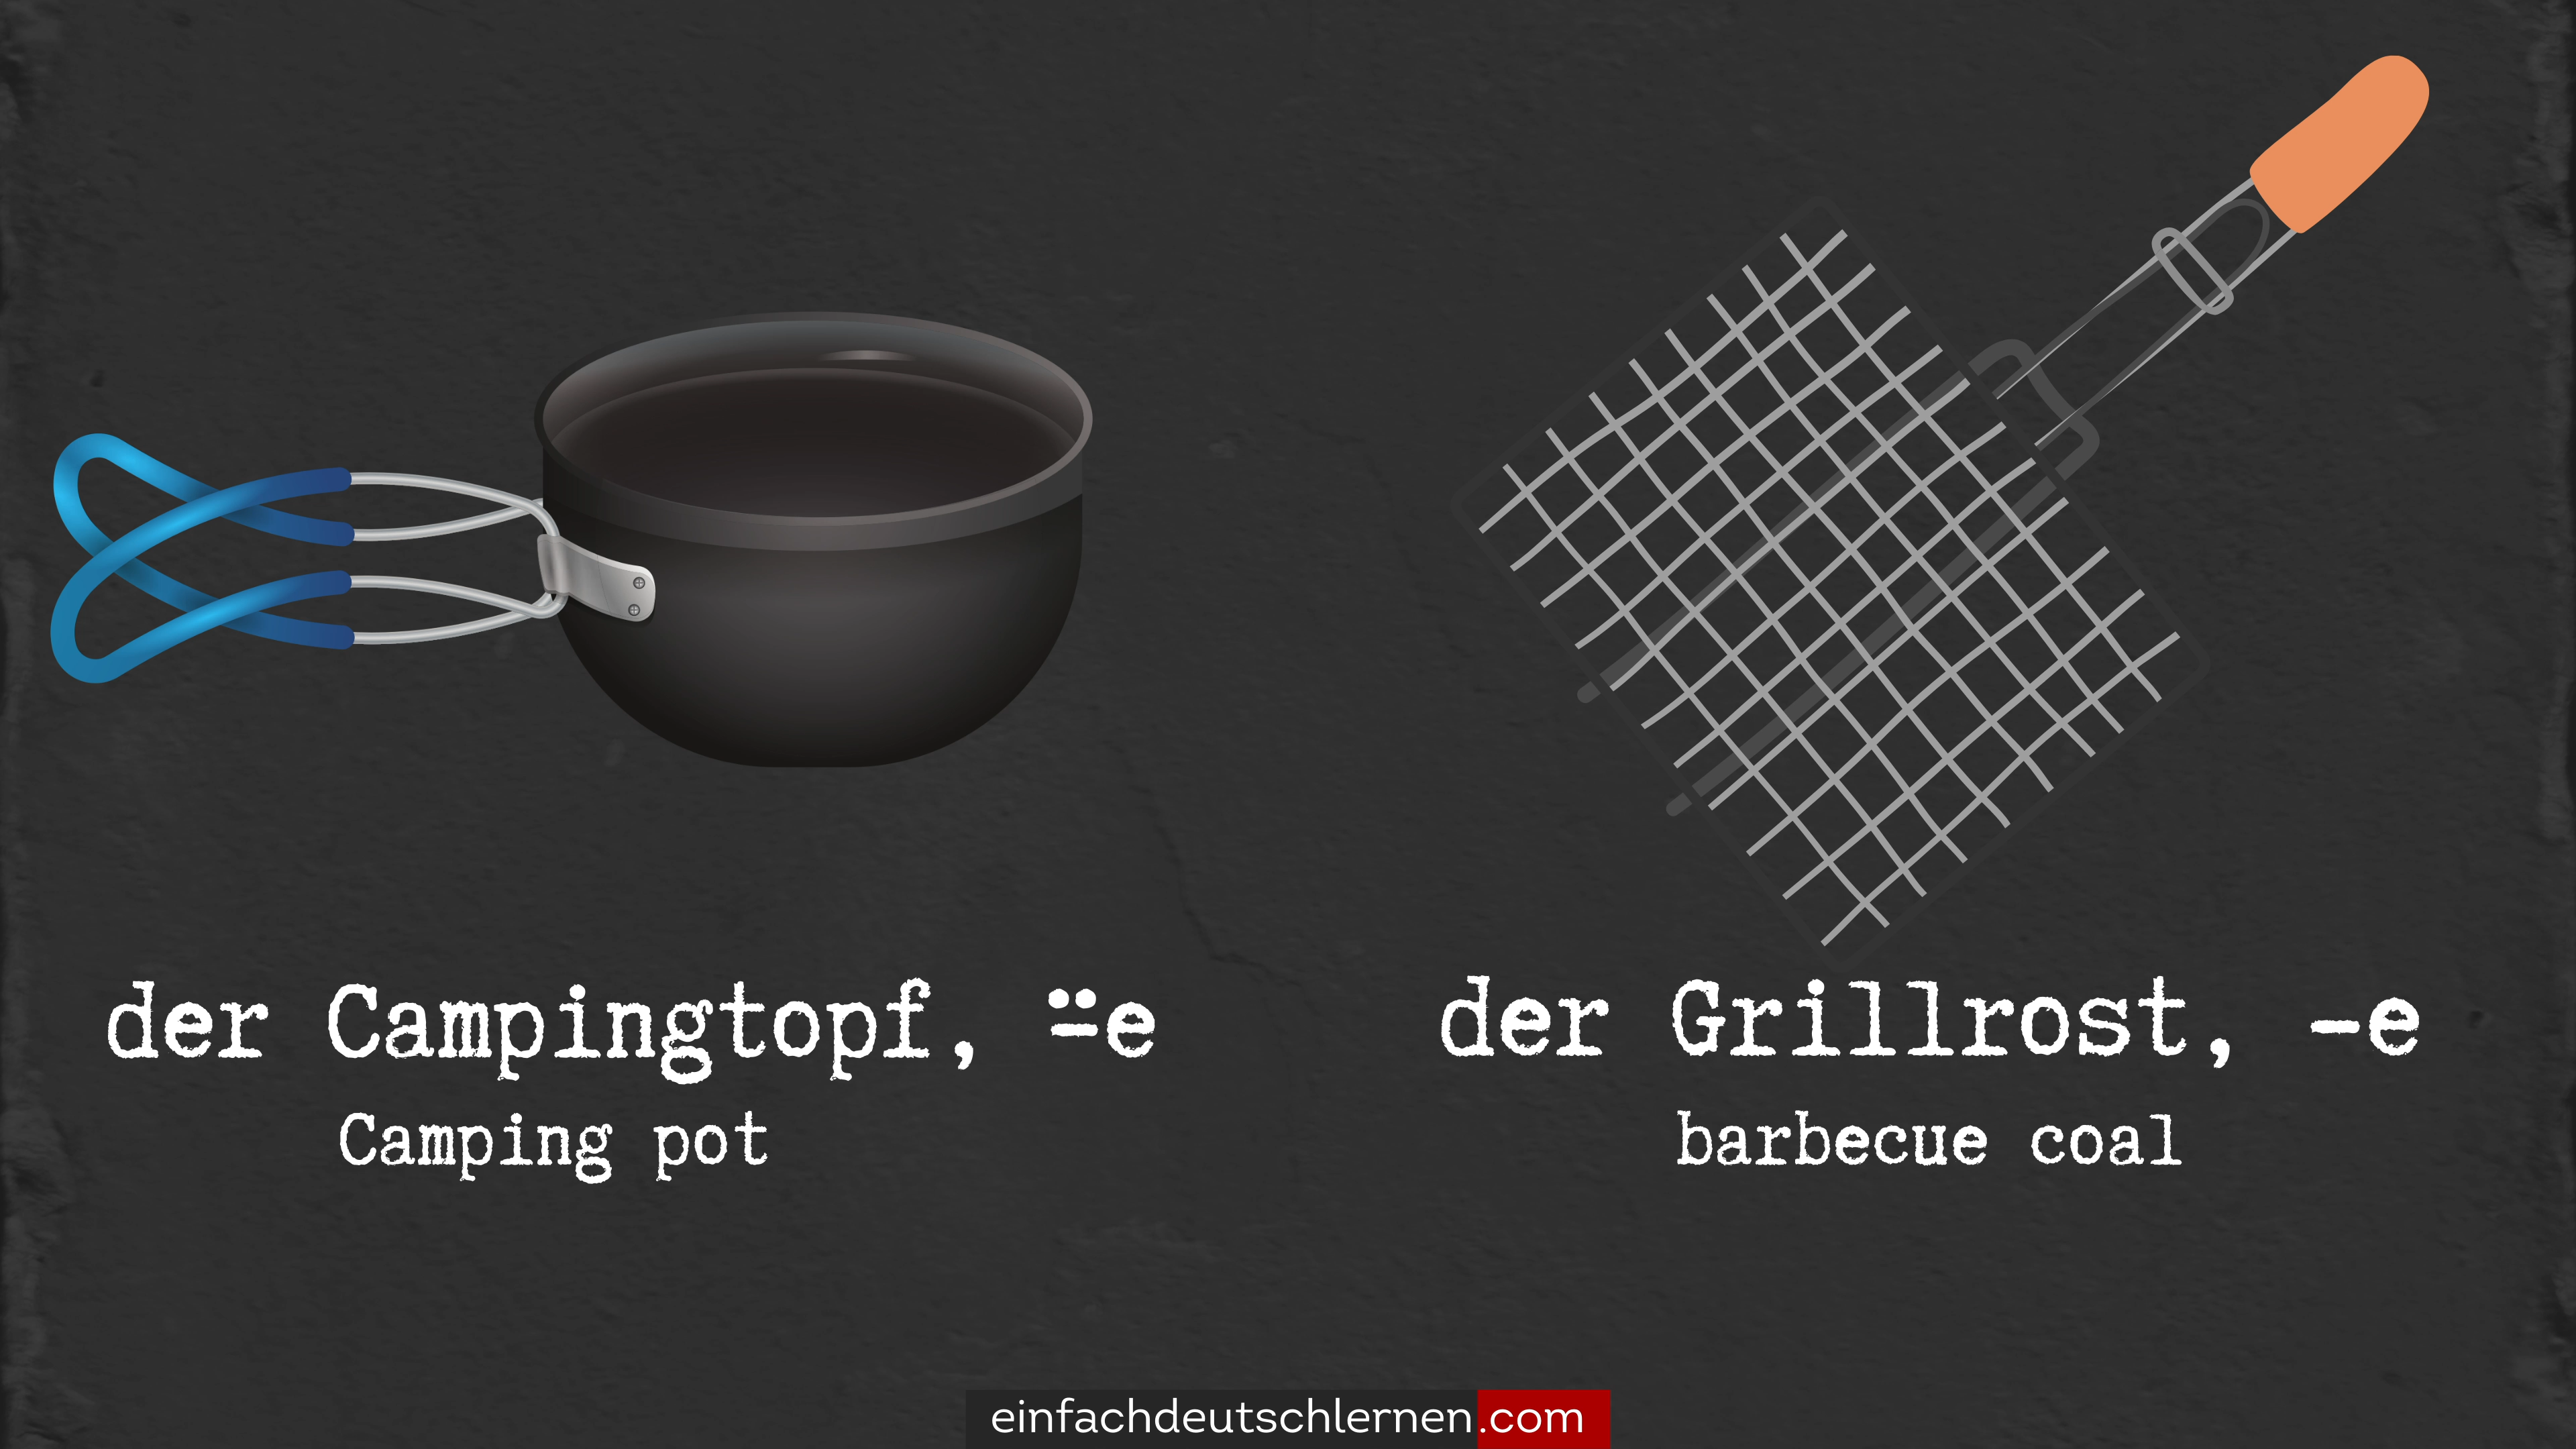 der Campingtopf, ⸚e
Camping pot
der Grillrost, -e
barbecue coal
einfachdeutschlernen.com